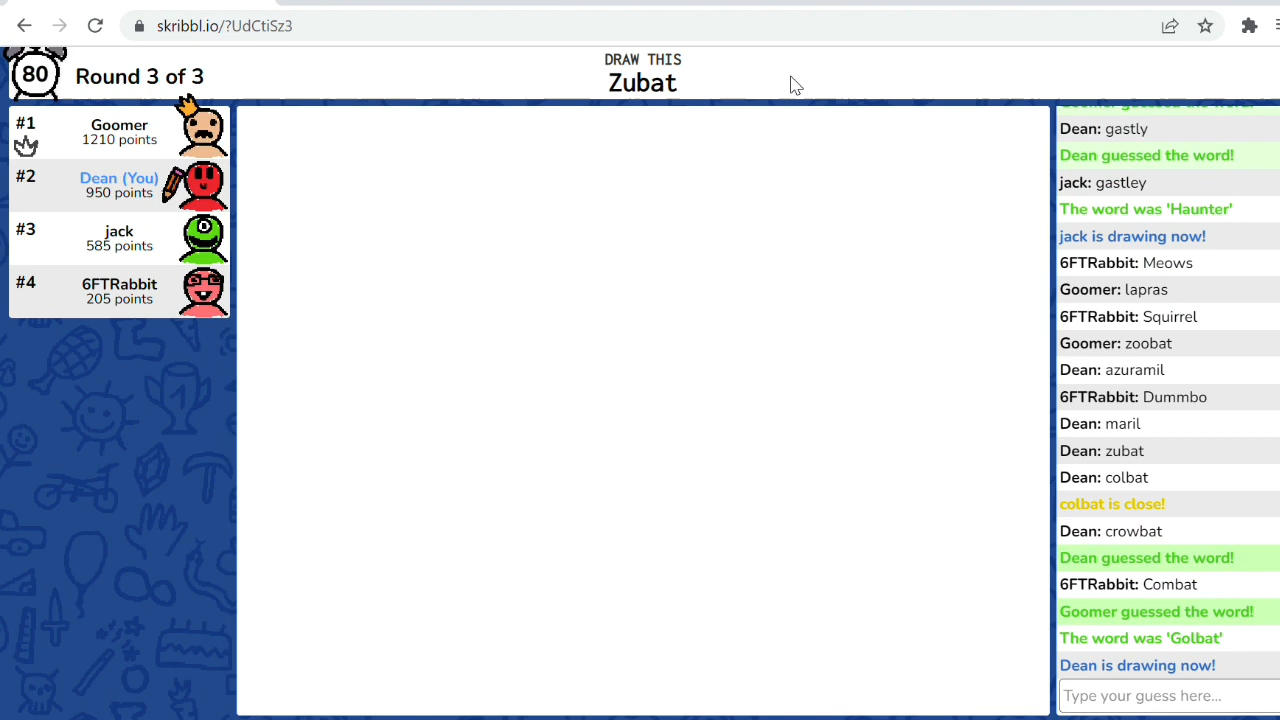 skribbl.io/?UdCtiSz3
80
Round 3 of 3
DRAW THIS
Zubat
#1
Goomer
1210 points
#2
Dean (You)
950 points
#3
jack
585 points
#4
6FTRabbit
205 points
Goomer guessed the word!
Dean: gastly
Dean guessed the word!
jack: gastley
The word was 'Haunter'
jack is drawing now!
6FTRabbit: Meows
Goomer: lapras
6FTRabbit: Squirrel
Goomer: zoobat
Dean: azuramil
6FTRabbit: Dummbo
Dean: maril
Dean: zubat
Dean: colbat
colbat is close!
Dean: crowbat
Dean guessed the word!
6FTRabbit: Combat
Goomer guessed the word!
The word was 'Golbat'
Dean is drawing now!
Type your guess here...